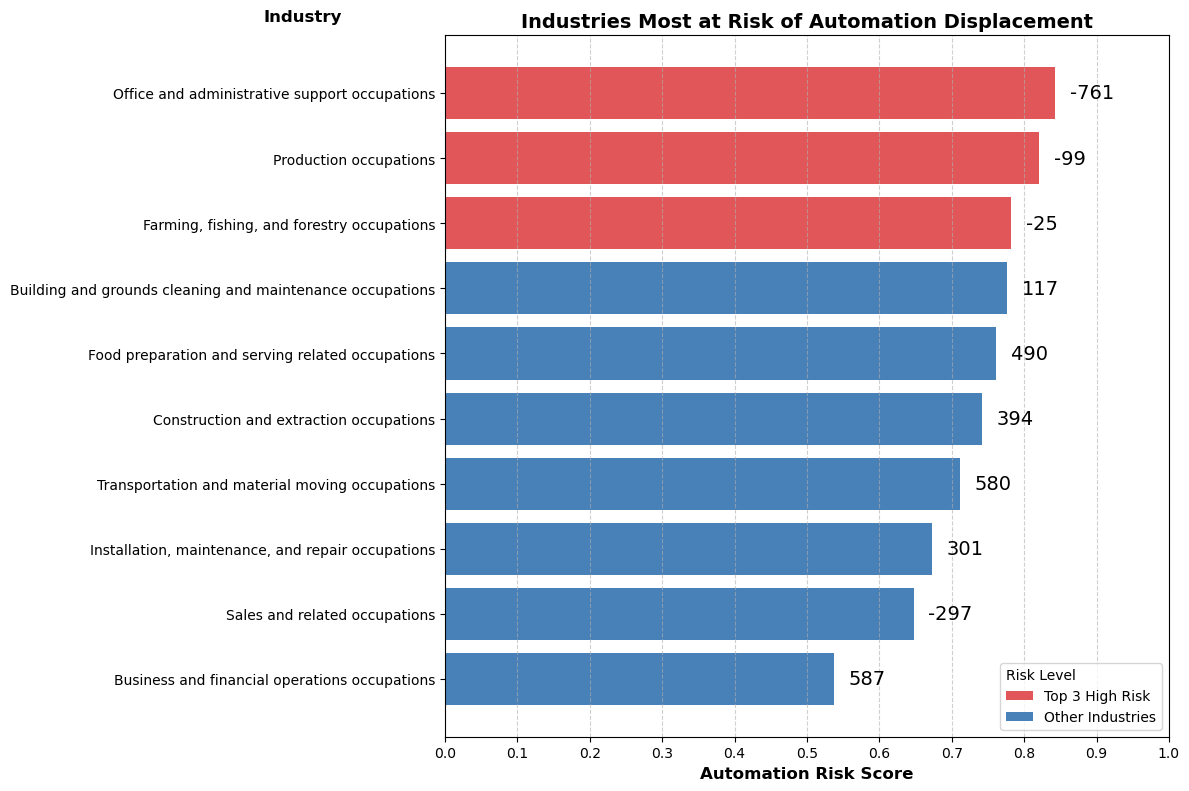 Industry
Industries Most at Risk of Automation Displacement
Office and administrative support occupations
-761
Production occupations
-99
Farming, fishing, and forestry occupations
-25
Building and grounds cleaning and maintenance occupations
117
Food preparation and serving related occupations
490
Construction and extraction occupations
394
Transportation and material moving occupations
580
Installation, maintenance, and repair occupations
301
Sales and related occupations
-297
Business and financial operations occupations
587
Risk Level
Top 3 High Risk
Other Industries
0.0 0.1 0.2 0.3 0.4 0.5 0.6 0.7 0.8 0.9 1.0
Automation Risk Score